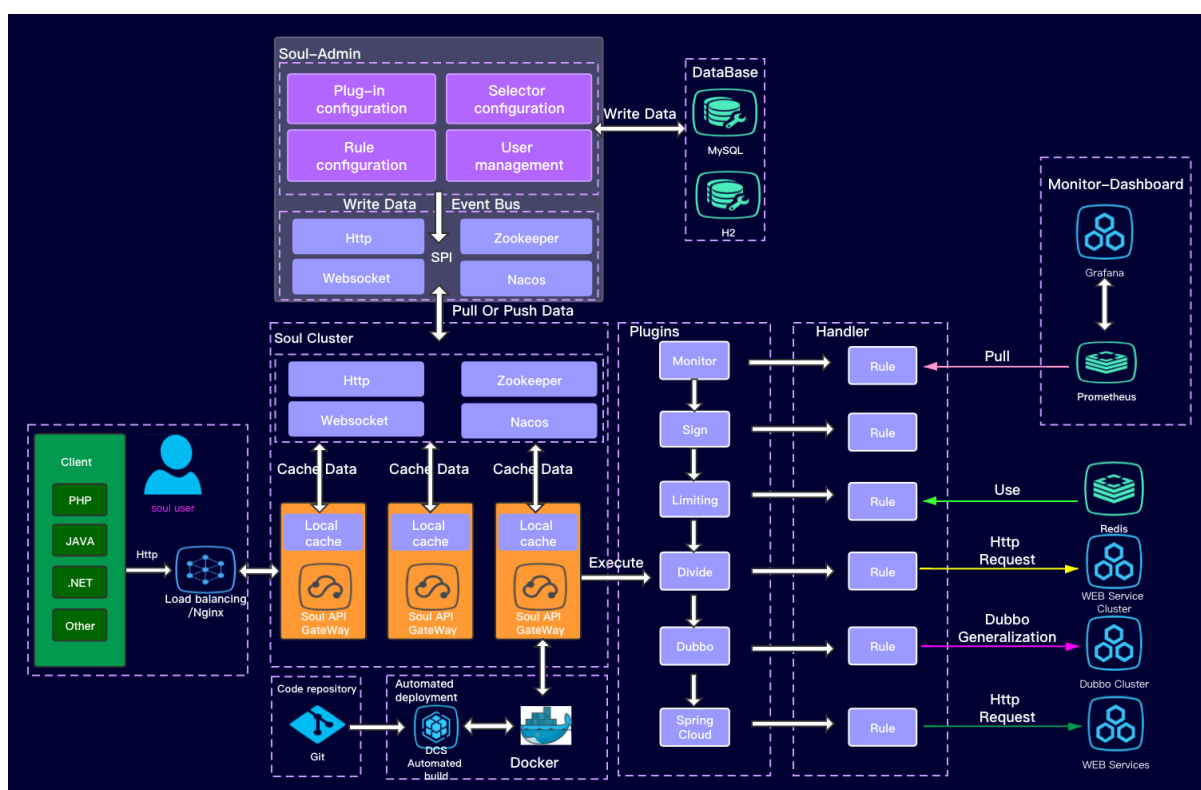 Soul-Admin
Plug-in
configuration
Selector
configuration
Rule
configuration
User
management
Write Data
DataBase
MySQL
H2
Write Data
Event Bus
Http
Zookeeper
SPI
Websocket
Nacos
Pull Or Push Data
Monitor-Dashboard
Grafana
Prometheus
Soul Cluster
Http
Zookeeper
Websocket
Nacos
Cache Data
Cache Data
Cache Data
Local
cache
Soul API
GateWay
Local
cache
Soul API
GateWay
Local
cache
Soul API
GateWay
Execute
Client
PHP
JAVA
.NET
Other
soul user
Http
Load balancing
/Nginx
Code repository
Git
Automated
deployment
DCS
Automated
build
Docker
Plugins
Monitor
Sign
Limiting
Divide
Dubbo
Spring
Cloud
Handler
Rule
Rule
Rule
Rule
Rule
Rule
Pull
Use
Redis
Http
Request
WEB Service
Cluster
Dubbo
Generalization
Dubbo Cluster
Http
Request
WEB Services